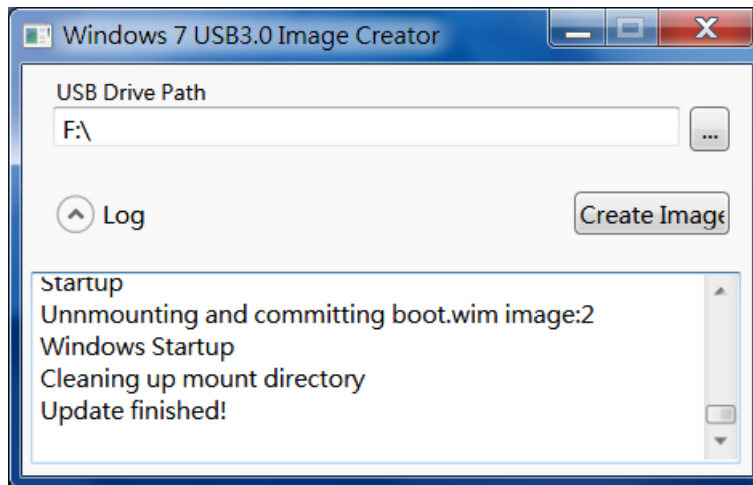 Windows 7 USB3.0 Image Creator
USB Drive Path
F:\
...
Log
Create Image
Startup
Unnmounting and committing boot.wim image:2
Windows Startup
Cleaning up mount directory
Update finished!